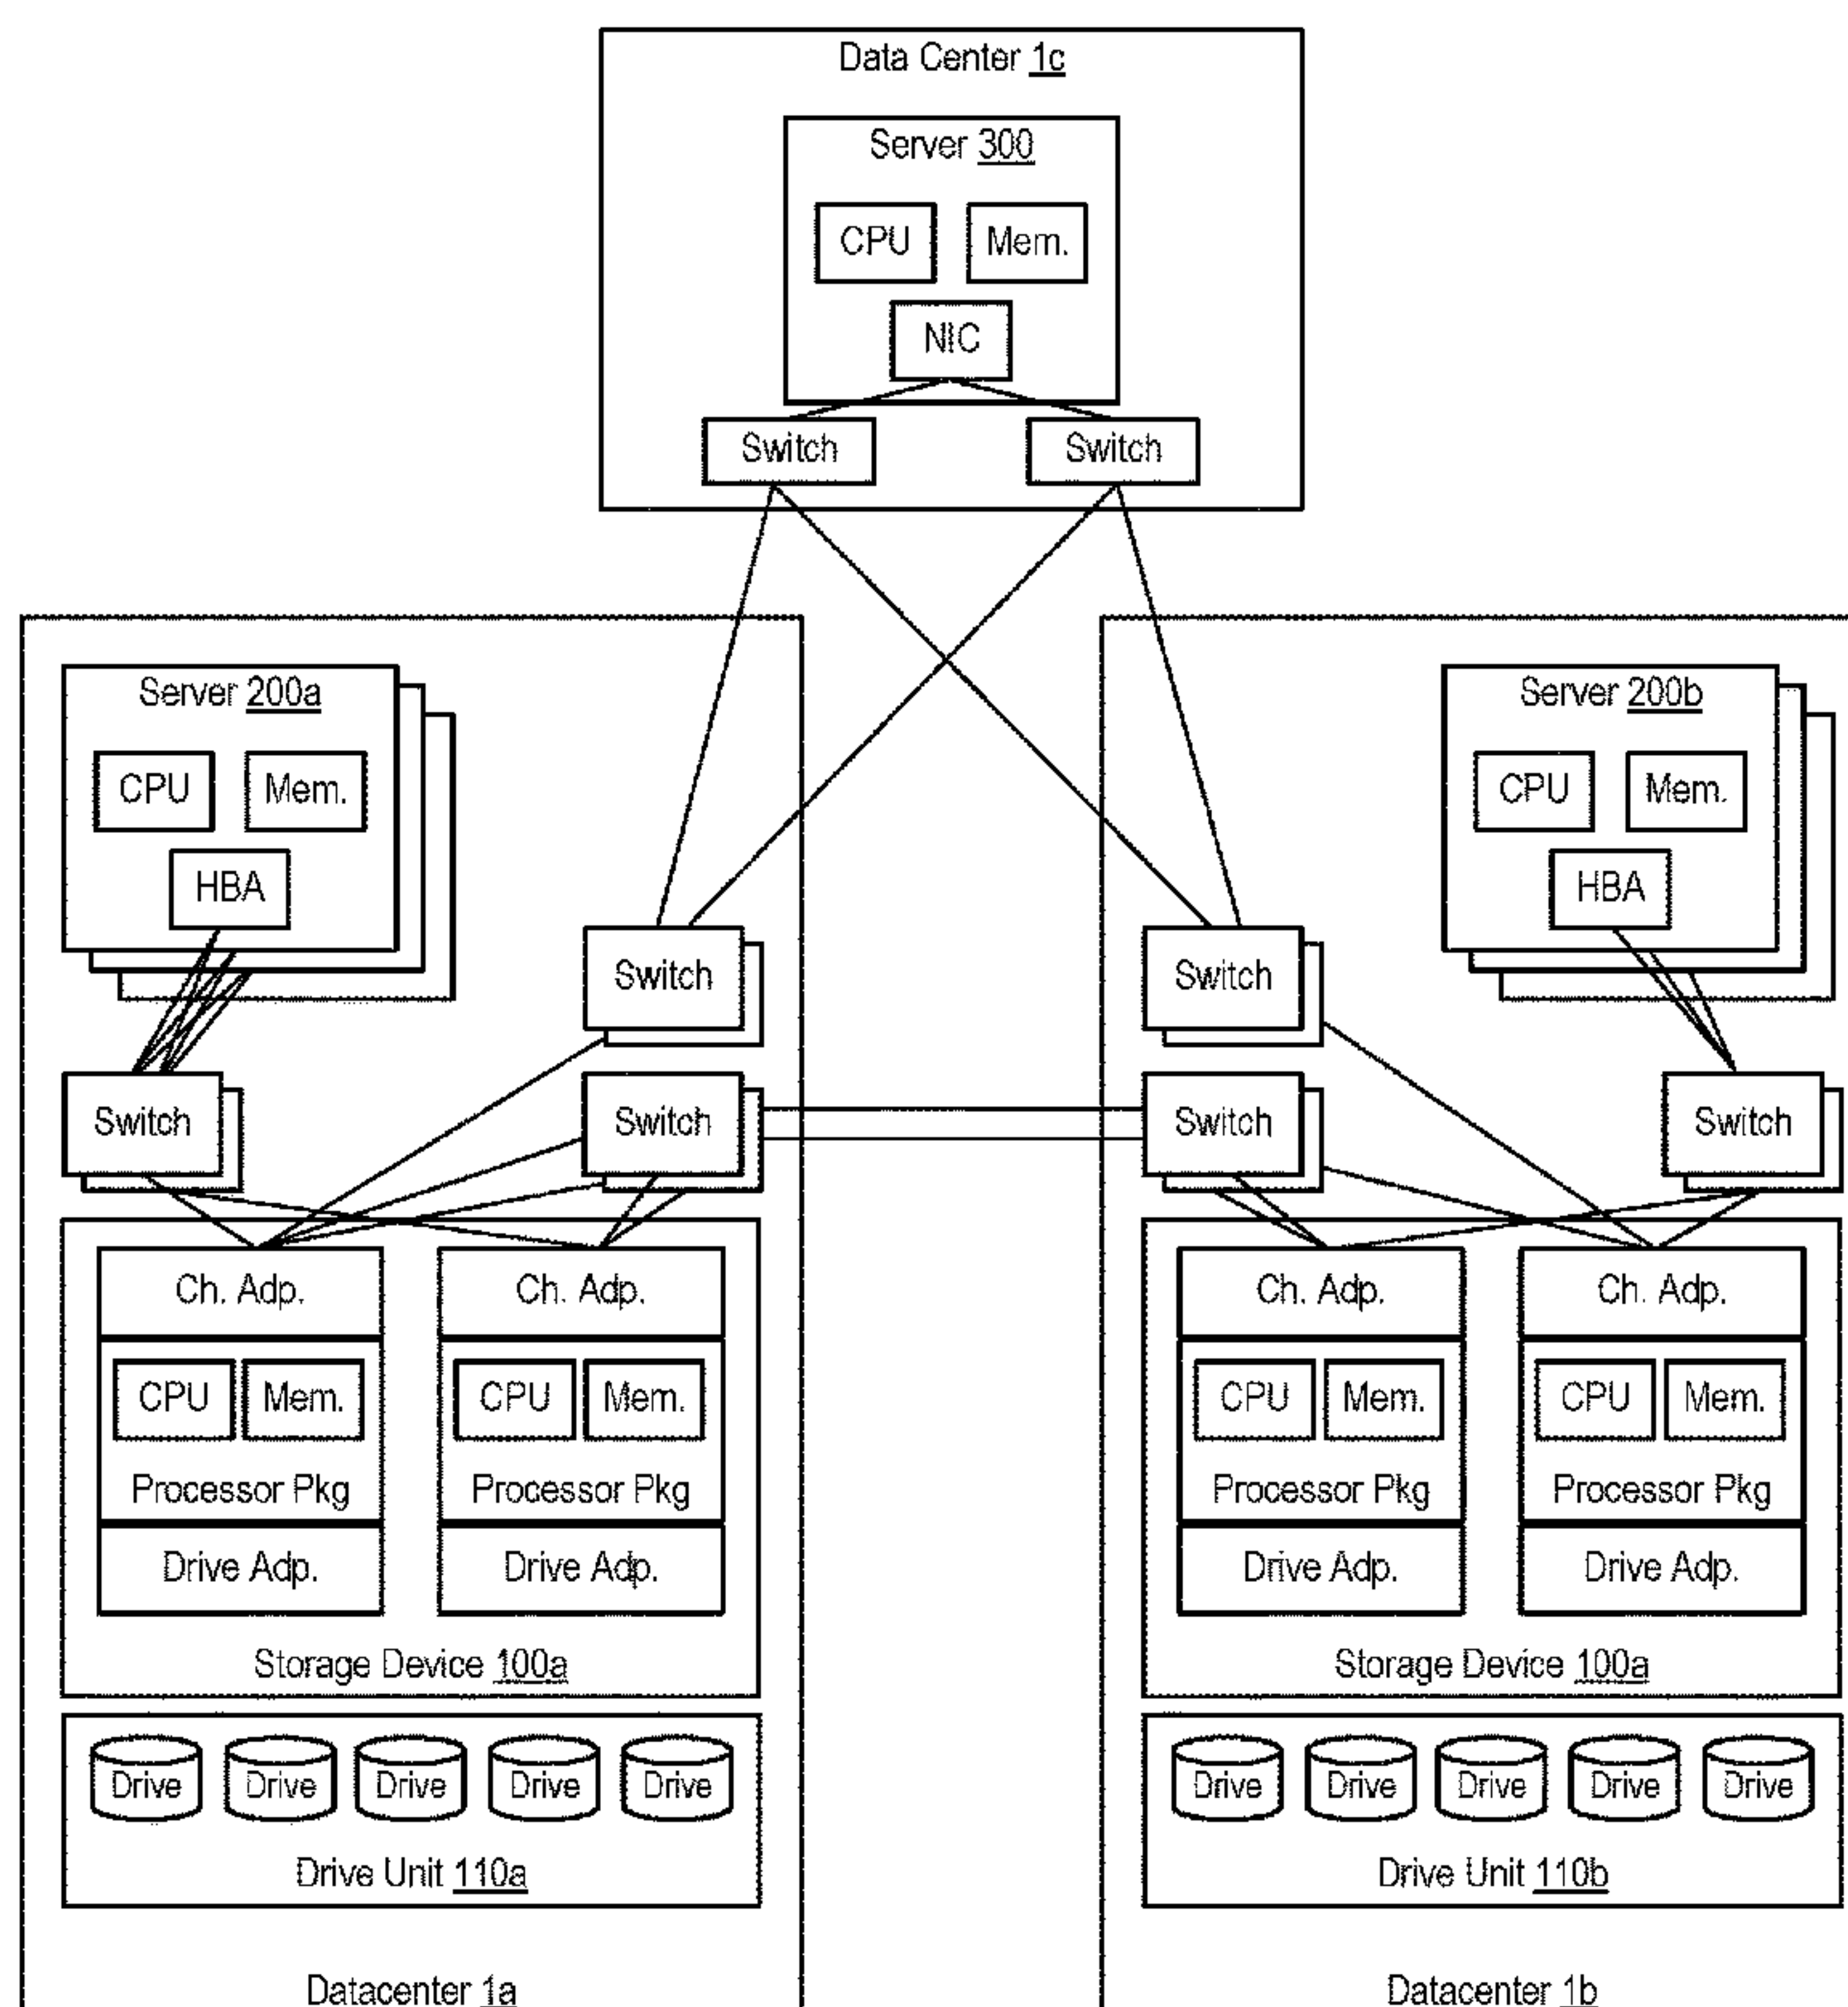 Data Center 1c
Server 300
CPU
Mem.
NIC
Switch
Switch
Server 200a
CPU
Mem.
HBA
Switch
Switch
Switch
Ch. Adp.
Ch. Adp.
CPU
Mem.
CPU
Mem.
Processor Pkg
Processor Pkg
Drive Adp.
Drive Adp.
Storage Device 100a
Drive
Drive
Drive
Drive
Drive
Drive Unit 110a
Datacenter 1a
Server 200b
CPU
Mem.
HBA
Switch
Switch
Switch
Ch. Adp.
Ch. Adp.
CPU
Mem.
CPU
Mem.
Processor Pkg
Processor Pkg
Drive Adp.
Drive Adp.
Storage Device 100a
Drive
Drive
Drive
Drive
Drive
Drive Unit 110b
Datacenter 1b